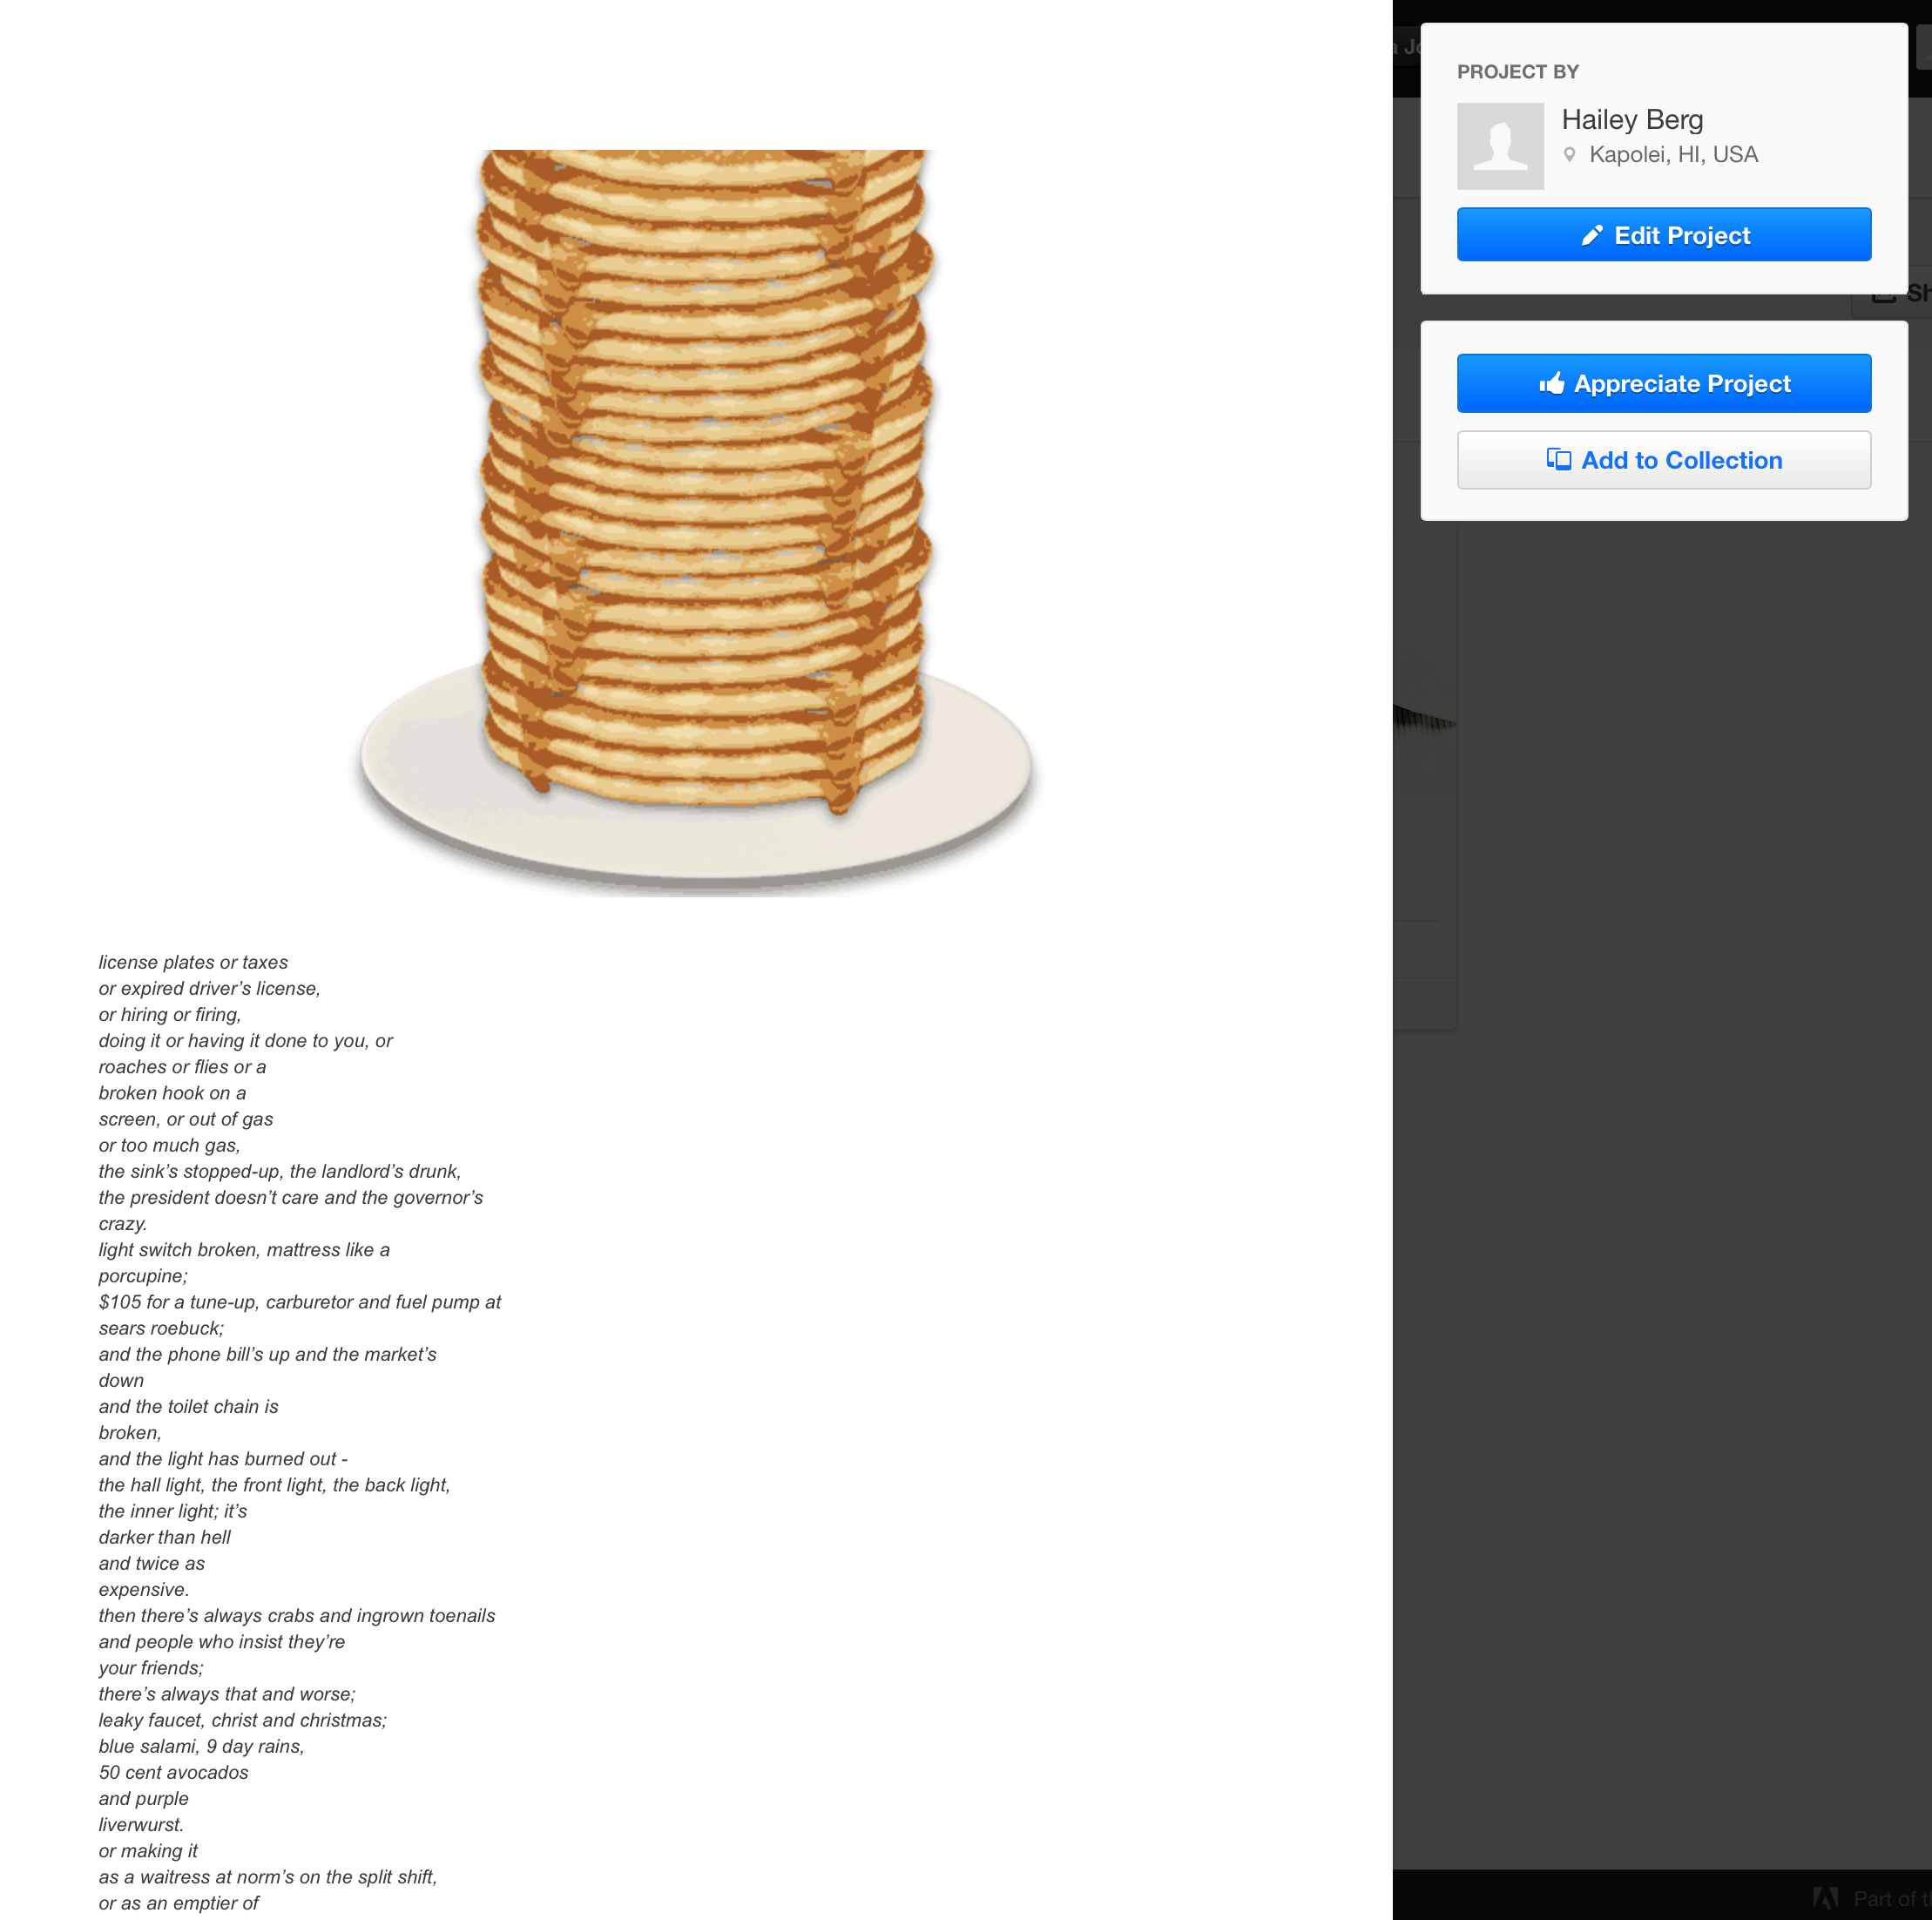 license plates or taxes
or expired driver’s license,
or hiring or firing,
doing it or having it done to you, or
roaches or flies or a
broken hook on a
screen, or out of gas
or too much gas,
the sink’s stopped-up, the landlord’s drunk,
the president doesn’t care and the governor’s
crazy.
light switch broken, mattress like a
porcupine;
$105 for a tune-up, carburetor and fuel pump at
sears roebuck;
and the phone bill’s up and the market’s
down
and the toilet chain is
broken,
and the light has burned out -
the hall light, the front light, the back light,
the inner light; it’s
darker than hell
and twice as
expensive.
then there’s always crabs and ingrown toenails
and people who insist they’re
your friends;
there’s always that and worse;
leaky faucet, christ and christmas;
blue salami, 9 day rains,
50 cent avocados
and purple
liverwurst.
or making it
as a waitress at norm’s on the split shift,
or as an emptier of
PROJECT BY
Hailey Berg
Kapolei, HI, USA
Edit Project
Appreciate Project
Add to Collection
Part of